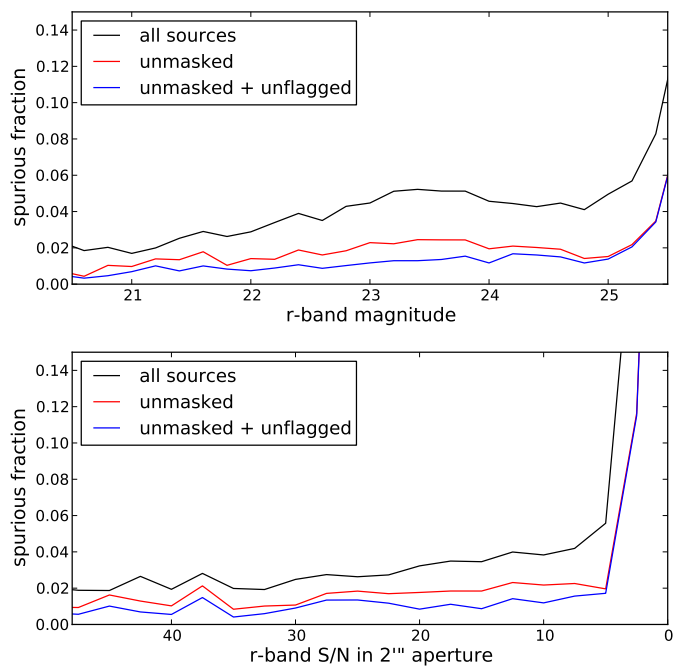 0.14
0.12
0.10
0.08
0.06
0.04
0.02
0.00
spurious fraction
all sources
unmasked
unmasked + unflagged
21
22
23
24
25
r-band magnitude
0.14
0.12
0.10
0.08
0.06
0.04
0.02
0.00
spurious fraction
all sources
unmasked
unmasked + unflagged
40
30
20
10
0
r-band S/N in 2'" aperture